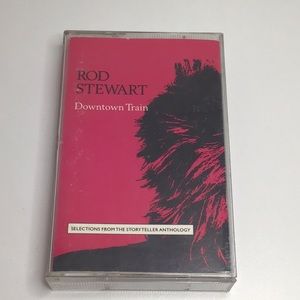 ROD
STEWART
Downtown Train
SELECTIONS FROM THE STORYTELLER ANTHOLOGY